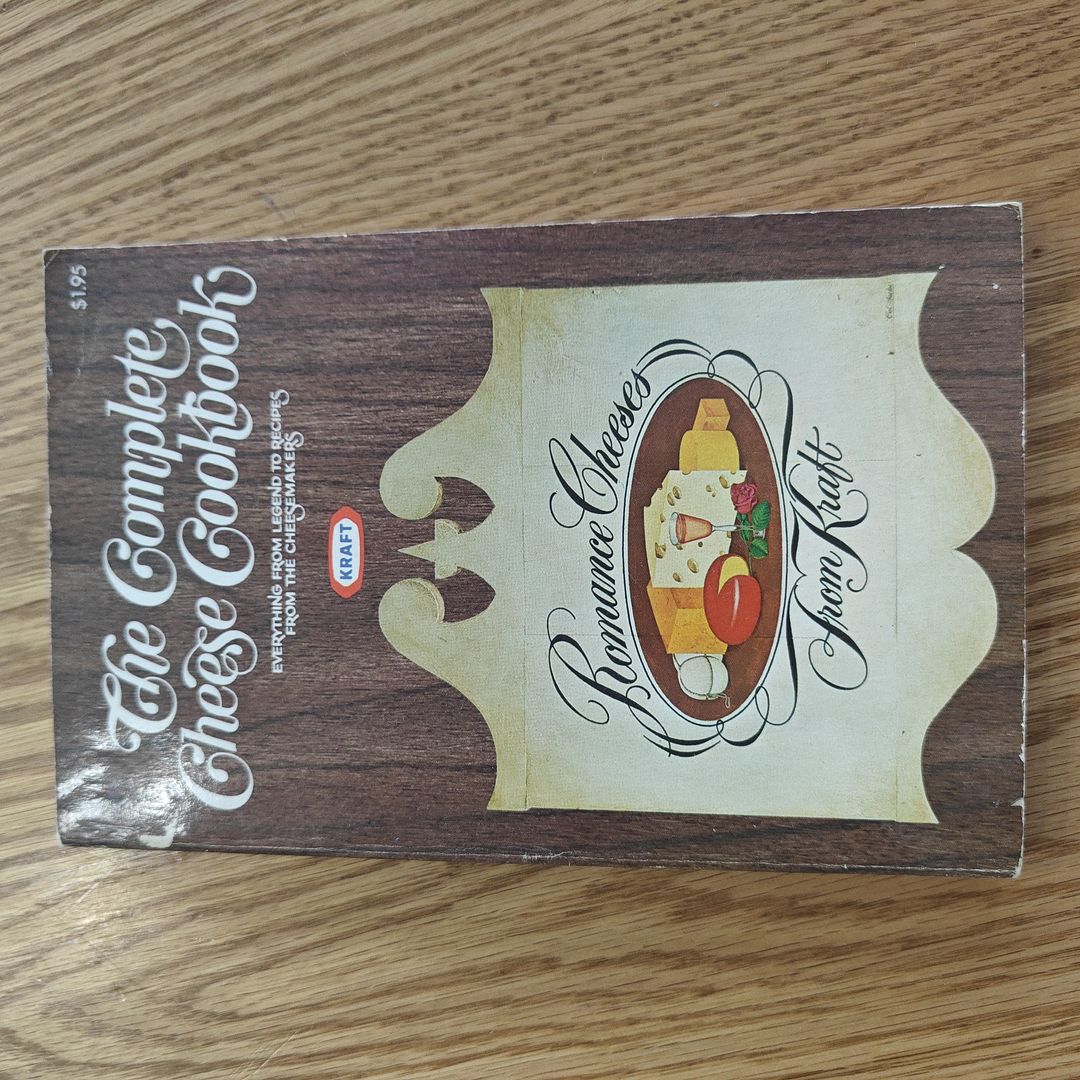 $1.95
The Complete
Cheese Cookbook
EVERYTHING FROM LEGEND TO RECIPES
FROM THE CHEESEMAKERS
KRAFT
Romance Cheeses
from Kraft